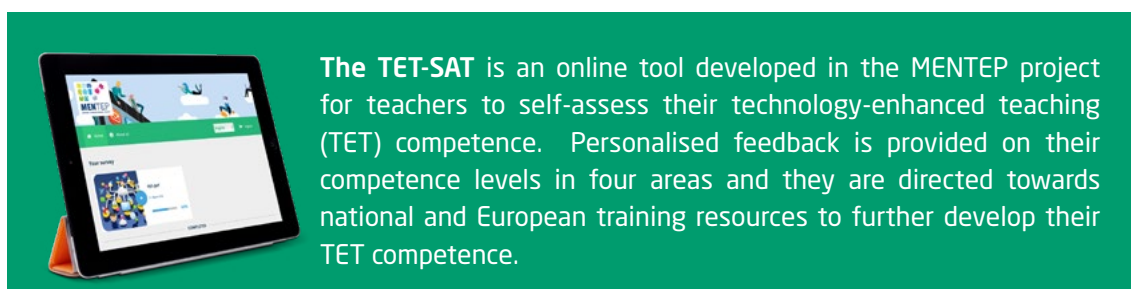 MENTEP
Your survey
The TET-SAT is an online tool developed in the MENTEP project
for teachers to self-assess their technology-enhanced teaching
(TET) competence. Personalised feedback is provided on their
competence levels in four areas and they are directed towards
national and European training resources to further develop their
TET competence.